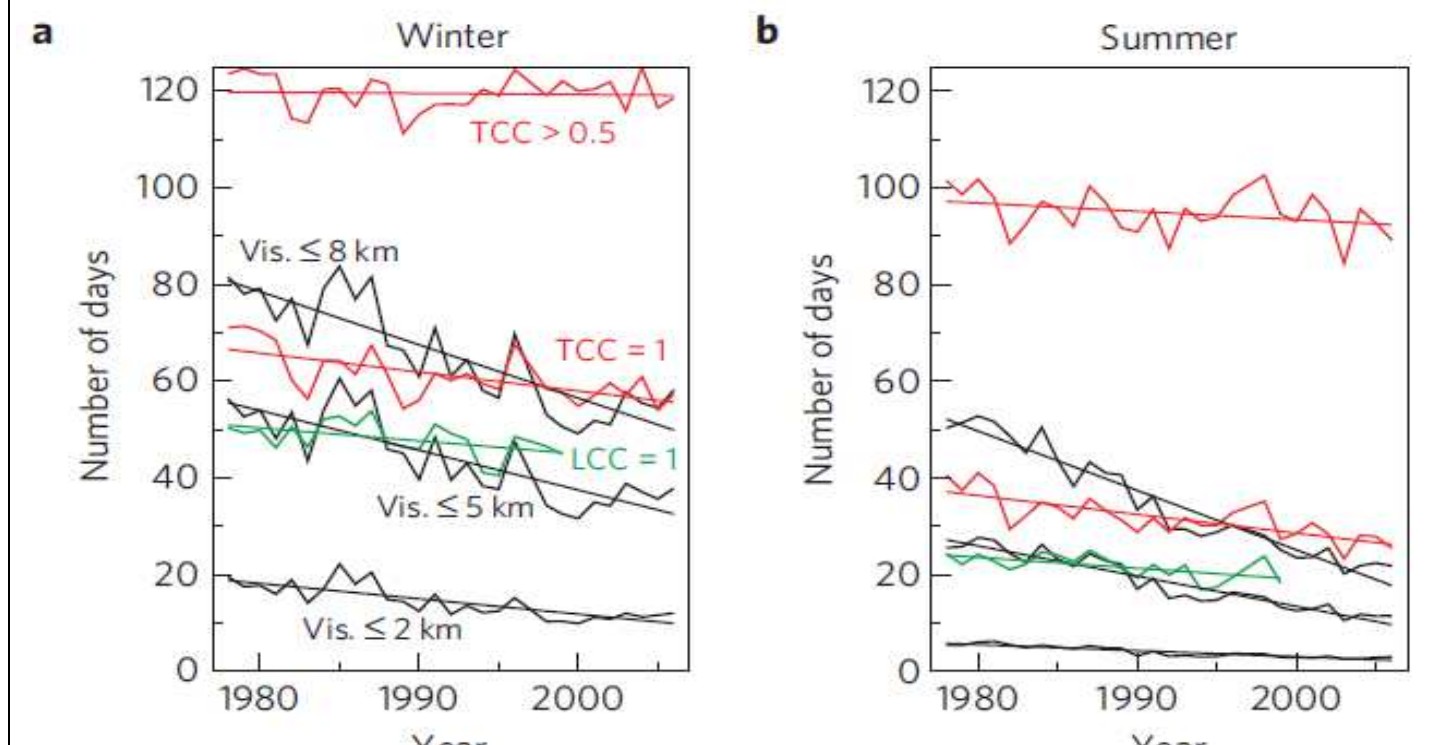 a
Winter
Number of days
120
100
80
60
40
20
0
TCC > 0.5
Vis. ≤ 8 km
TCC = 1
LCC = 1
Vis. ≤ 5 km
Vis. ≤ 2 km
1980 1990 2000
Year
b
Summer
Number of days
120
100
80
60
40
20
0
1980 1990 2000
Year